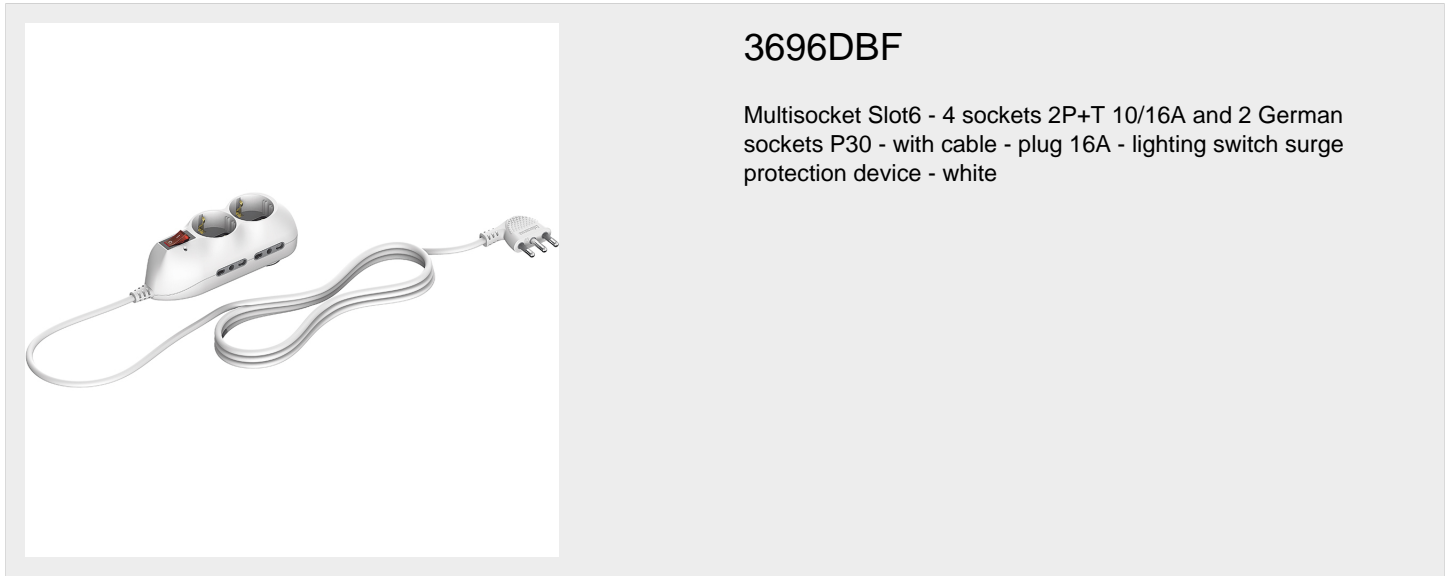 3696DBF
Multisocket Slot6 - 4 sockets 2P+T 10/16A and 2 German
sockets P30 - with cable - plug 16A - lighting switch surge
protection device - white